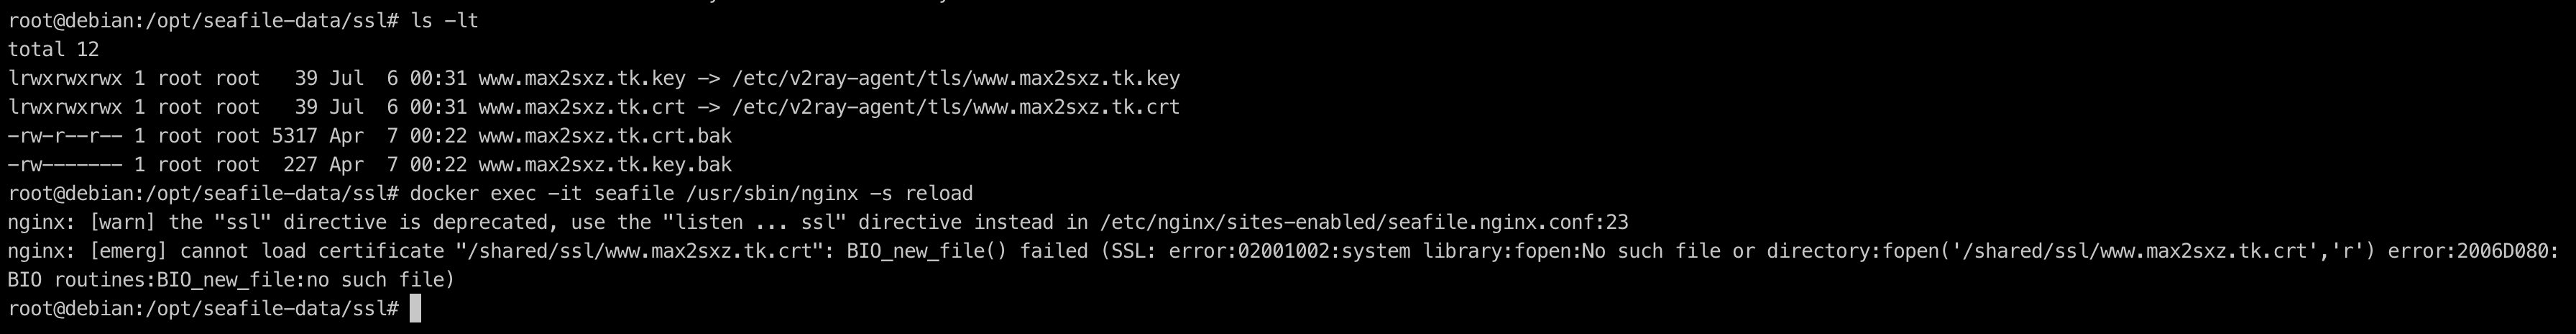 root@debian:/opt/seafile-data/ssl# ls -lt
total 12
lrwxrwxrwx 1 root root   39 Jul  6 00:31 www.max2sxz.tk.key -> /etc/v2ray-agent/tls/www.max2sxz.tk.key
lrwxrwxrwx 1 root root   39 Jul  6 00:31 www.max2sxz.tk.crt -> /etc/v2ray-agent/tls/www.max2sxz.tk.crt
-rw-r--r-- 1 root root 5317 Apr  7 00:22 www.max2sxz.tk.crt.bak
-rw------- 1 root root  227 Apr  7 00:22 www.max2sxz.tk.key.bak
root@debian:/opt/seafile-data/ssl# docker exec -it seafile /usr/sbin/nginx -s reload
nginx: [warn] the "ssl" directive is deprecated, use the "listen ... ssl" directive instead in /etc/nginx/sites-enabled/seafile.nginx.conf:23
nginx: [emerg] cannot load certificate "/shared/ssl/www.max2sxz.tk.crt": BIO_new_file() failed (SSL: error:02001002:system library:fopen:No such file or directory:fopen('/shared/ssl/www.max2sxz.tk.crt','r') error:2006D080:
BIO routines:BIO_new_file:no such file)
root@debian:/opt/seafile-data/ssl#